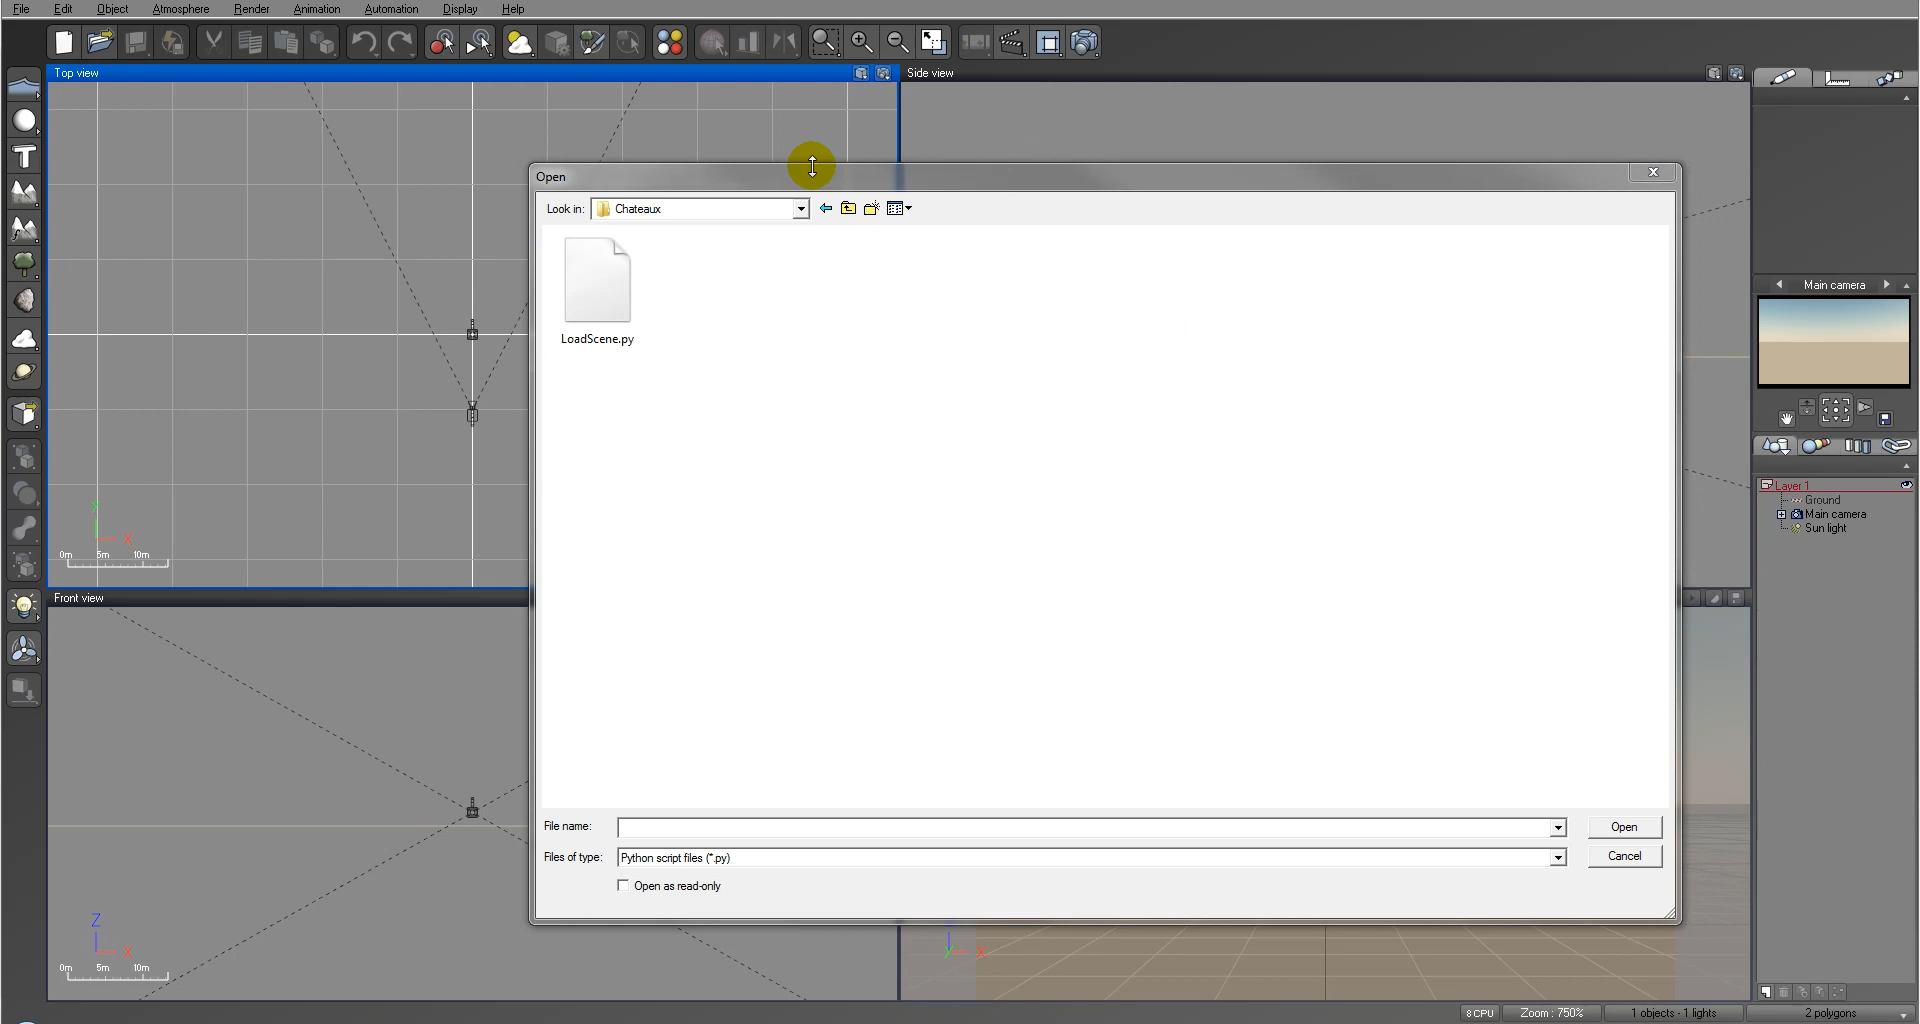 File Edit Object Atmosphere Render Animation Automation Display Help
Top view
Side view
Open
Look in: Chateaux
LoadScene.py
Main camera
Y
X
0m 5m 10m
Layer 1
Ground
Main camera
Sun light
Front view
File name:
Open
Files of type: Python script files (*.py)
Cancel
Open as read-only
Z
X
0m 5m 10m
Y
X
8 CPU
Zoom : 750%
1 objects - 1 lights
2 polygons